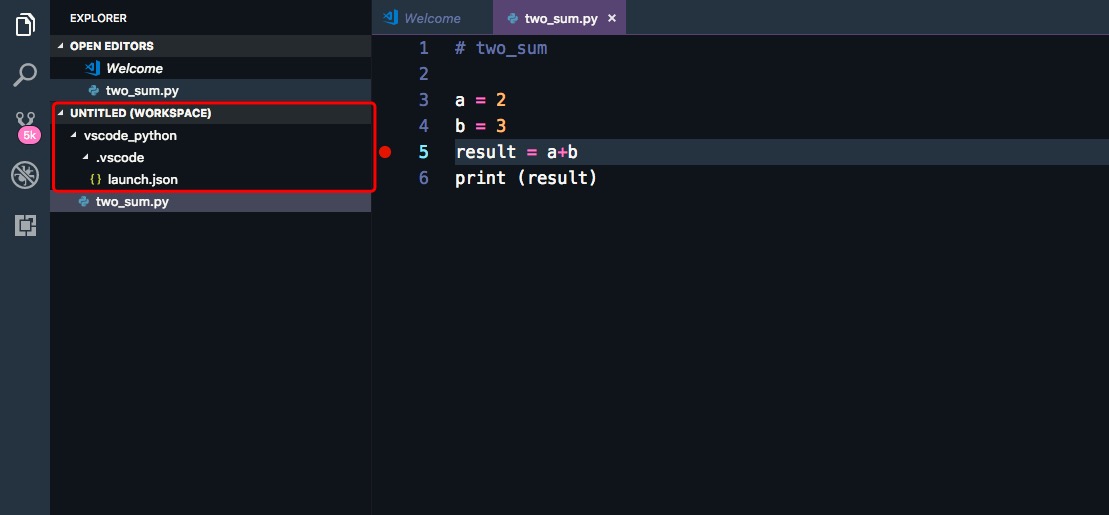 EXPLORER
OPEN EDITORS
Welcome
two_sum.py
UNTITLED (WORKSPACE)
vscode_python
.vscode
{} launch.json
two_sum.py
5k
Welcome
two_sum.py ×
1 # two_sum
2
3 a = 2
4 b = 3
5 result = a+b
6 print (result)